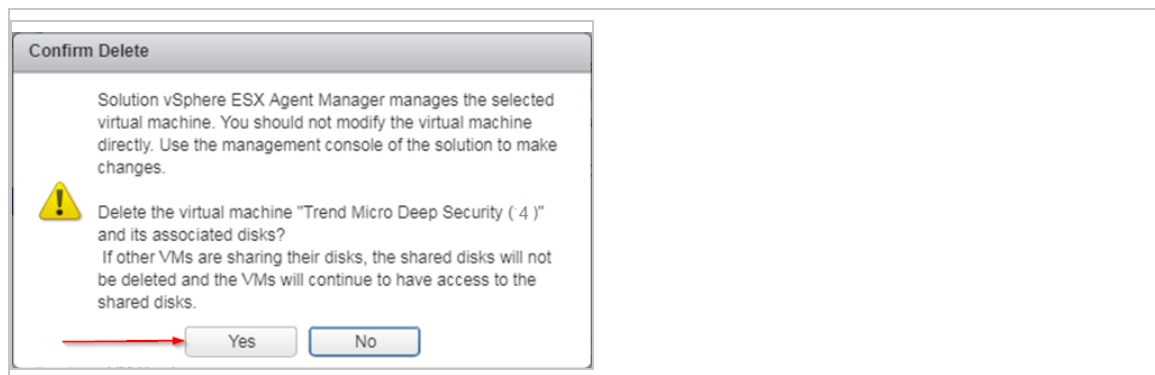 Confirm Delete
Solution vSphere ESX Agent Manager manages the selected
virtual machine. You should not modify the virtual machine
directly. Use the management console of the solution to make
changes.
Delete the virtual machine "Trend Micro Deep Security ( 4 )"
and its associated disks?
If other VMs are sharing their disks, the shared disks will not
be deleted and the VMs will continue to have access to the
shared disks.
Yes No